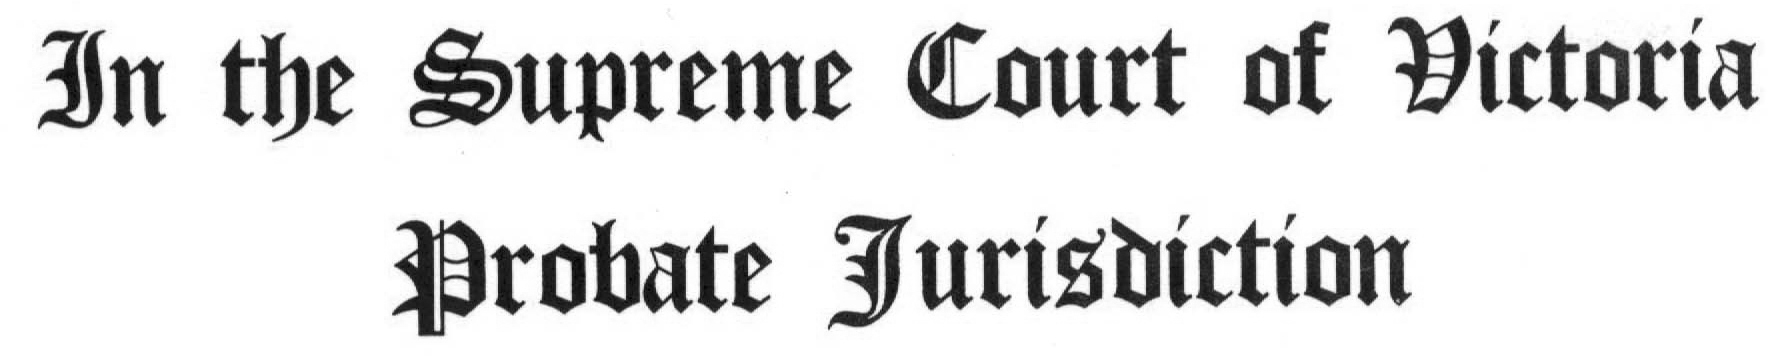 In the Supreme Court of Victoria
Probate Jurisdiction